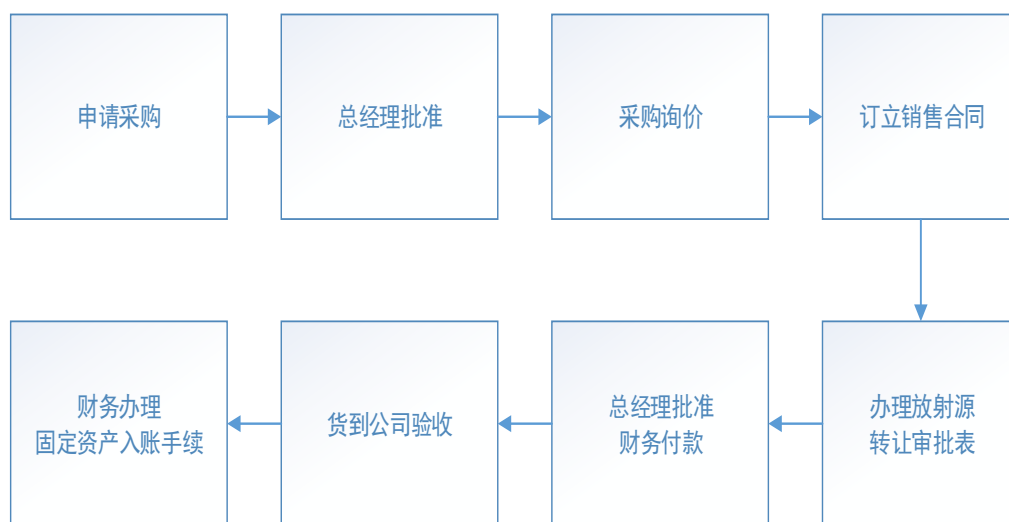 申请采购
总经理批准
采购询价
订立销售合同
办理放射源
转让审批表
总经理批准
财务付款
货到公司验收
财务办理
固定资产入账手续